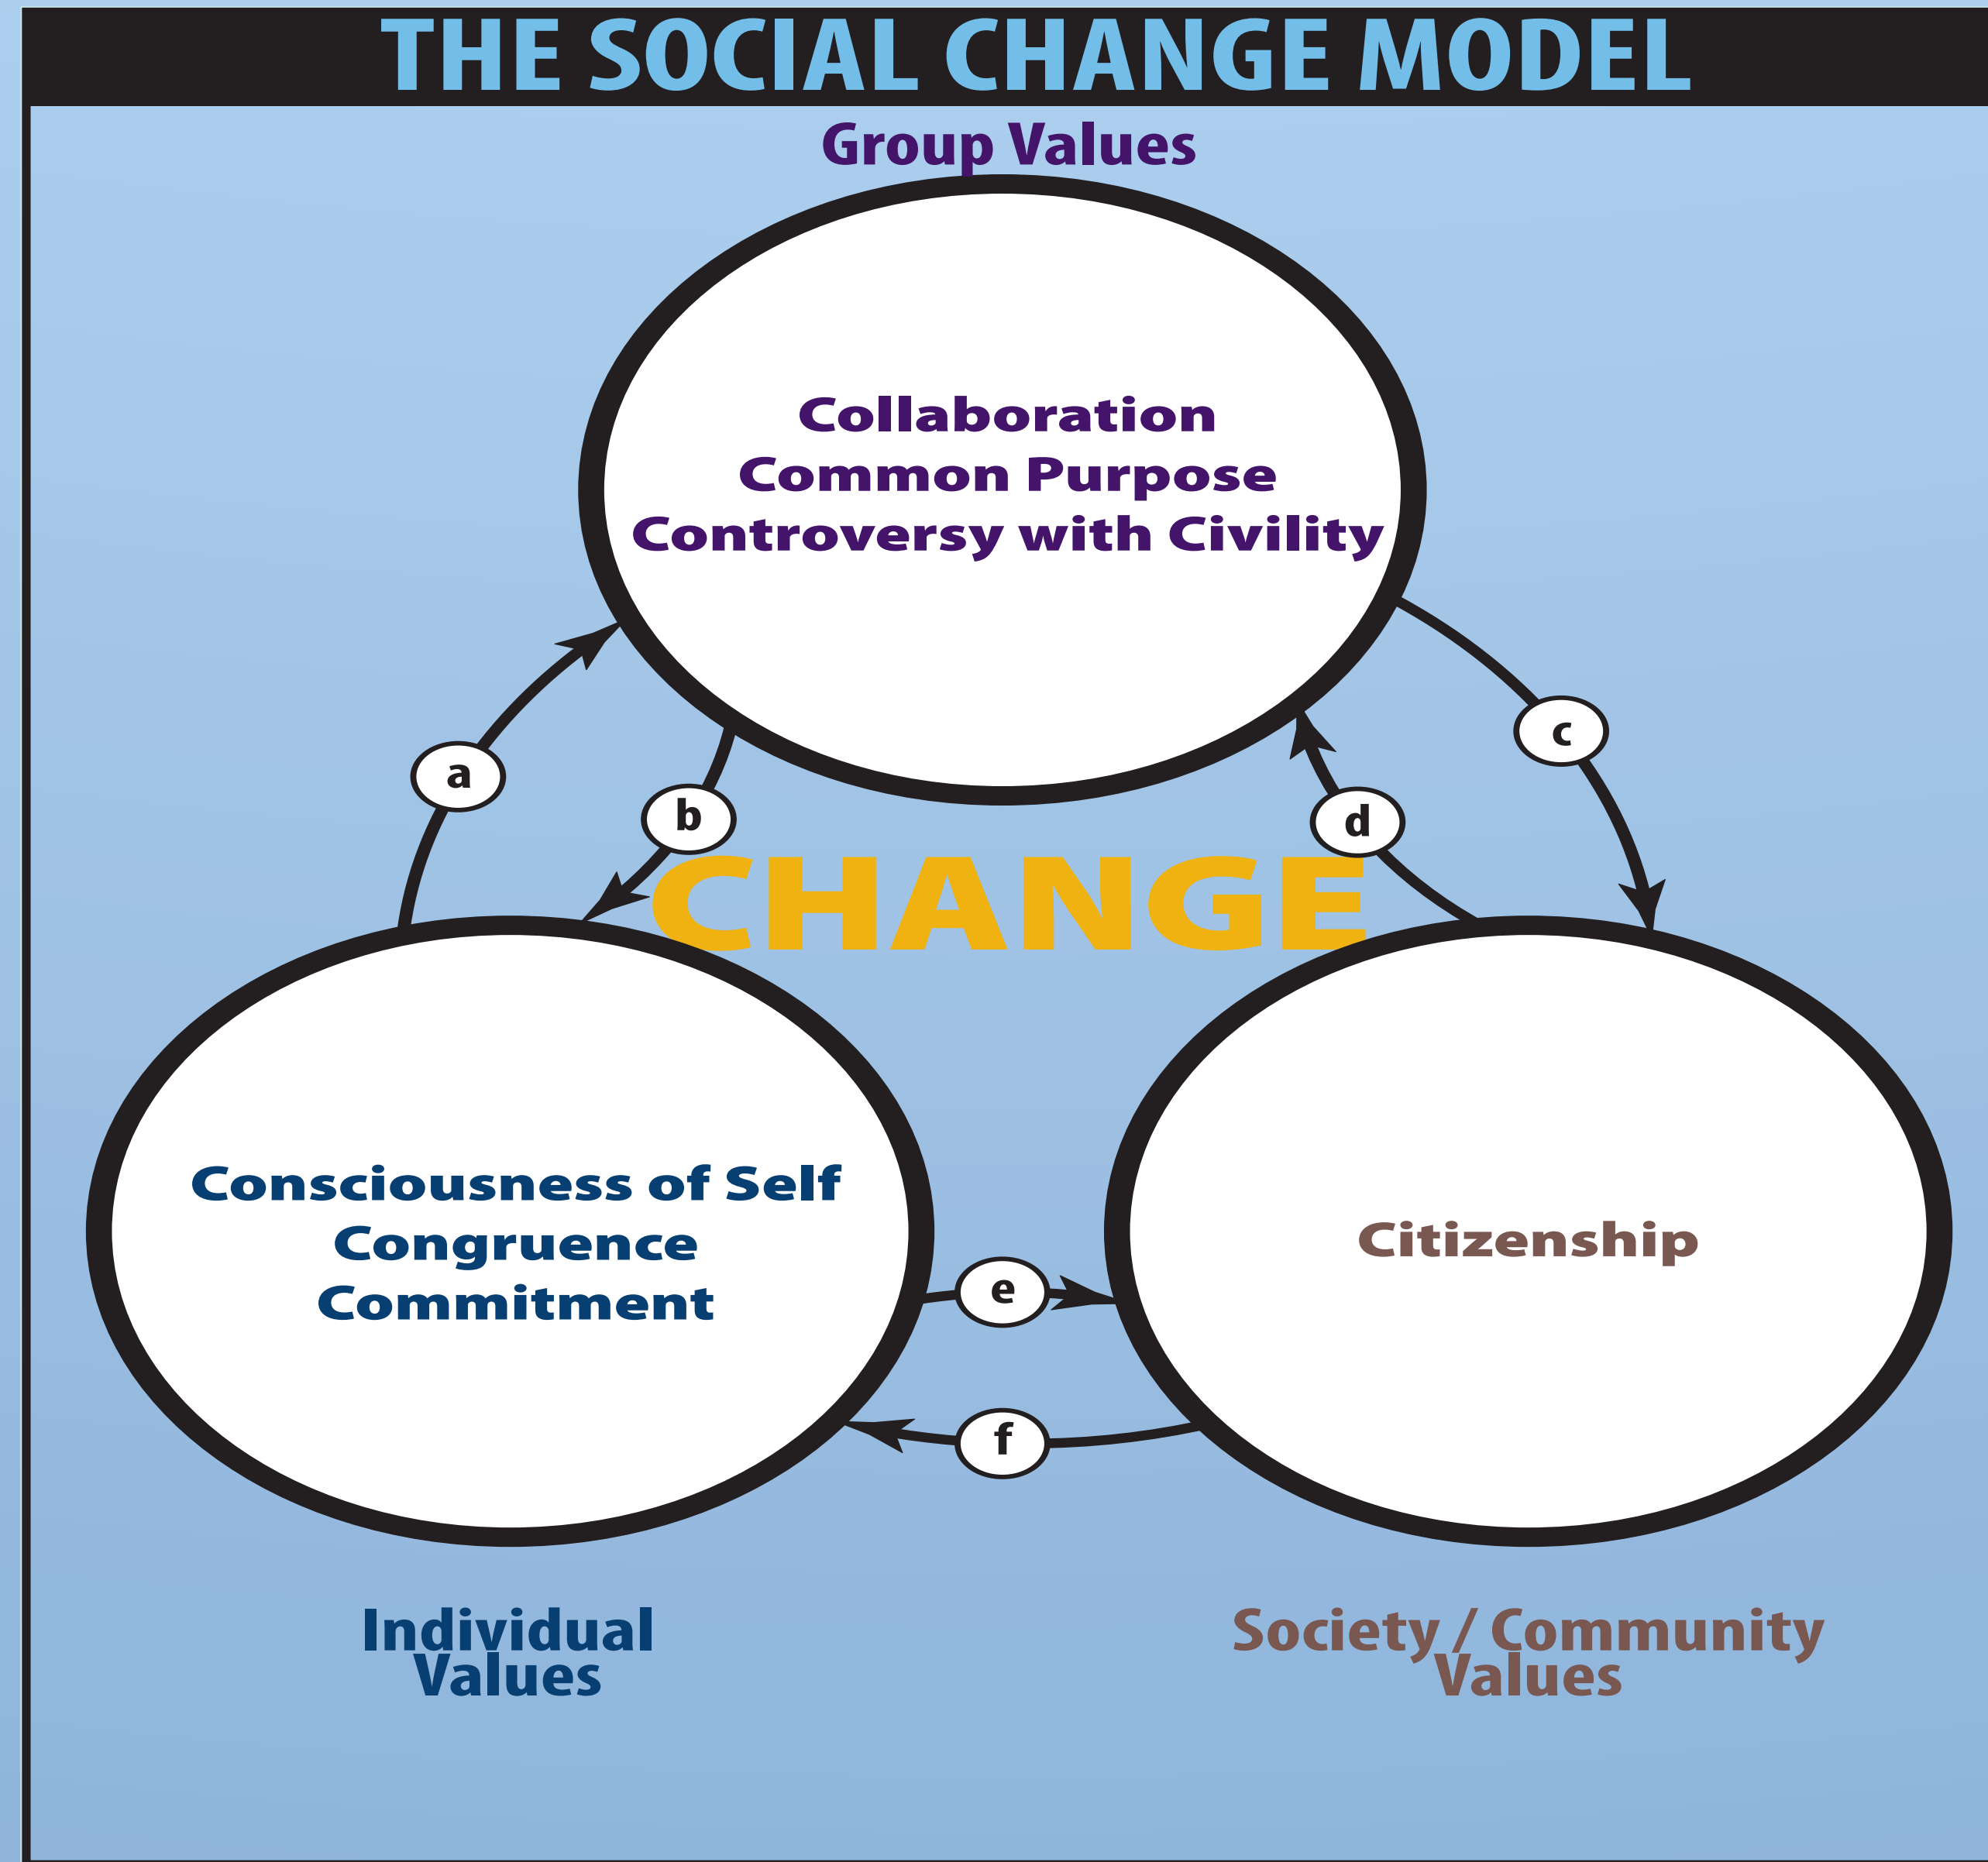 THE SOCIAL CHANGE MODEL
Group Values
Collaboration
Common Purpose
Controversy with Civility
a
b
c
d
CHANGE
Consciousness of Self
Congruence
Commitment
Citizenship
e
f
Individual
Values
Society / Community
Values